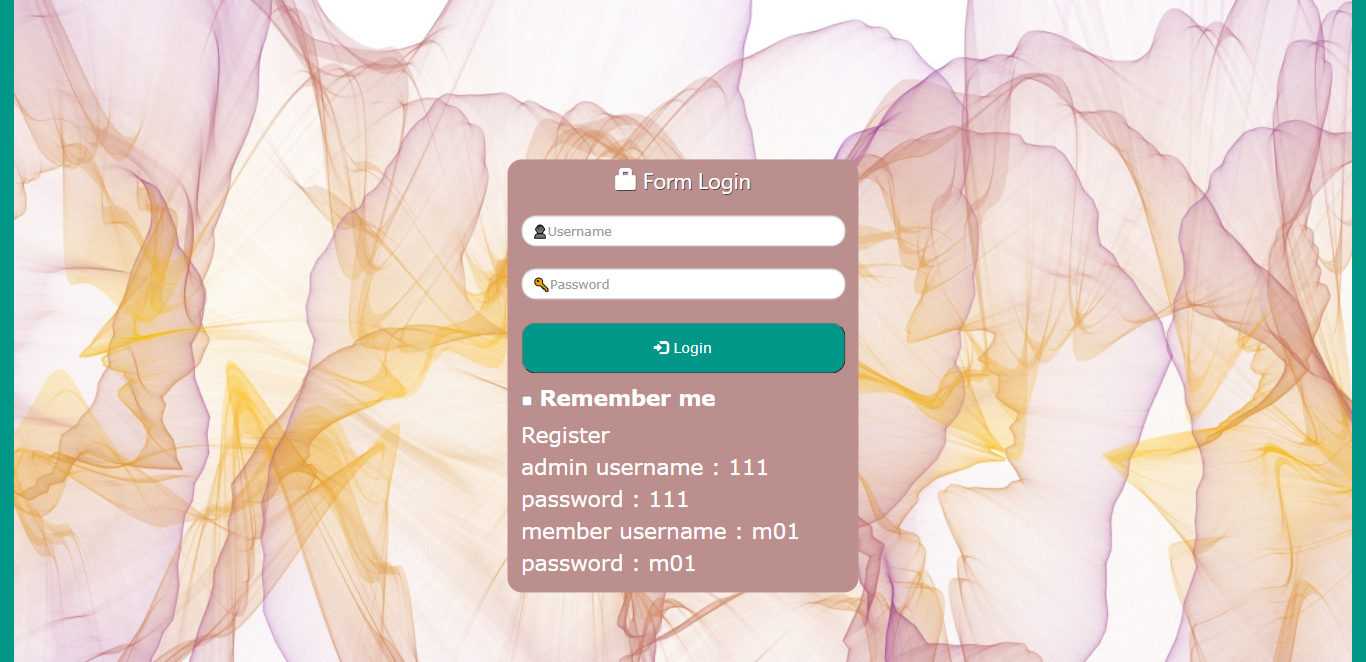 Form Login
Username
Password
Login
Remember me
Register
admin username : 111
password : 111
member username : m01
password : m01